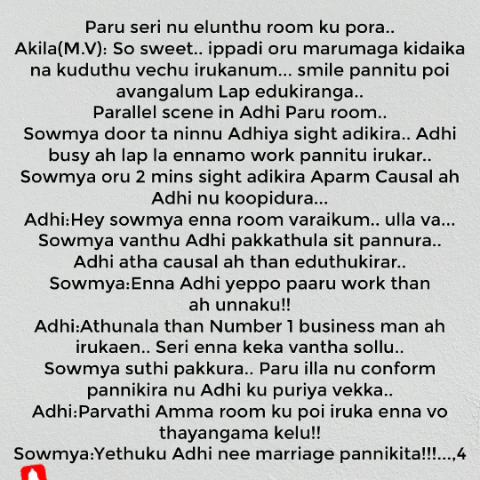 Paru seri nu elunthu room ku pora..
Akila(M.V): So sweet.. ippadi oru marumaga kidaika
na kuduthu vechu irukanum... smile pannitu poi
avangalum Lap edukiranga..
Parallel scene in Adhi Paru room..
Sowmya door ta ninnu Adhiya sight adikira.. Adhi
busy ah lap la ennamo work pannitu irukar..
Sowmya oru 2 mins sight adikira Aparm Causal ah
Adhi nu koopidura...
Adhi:Hey sowmya enna room varaikum.. ulla va...
Sowmya vanthu Adhi pakkathula sit pannura..
Adhi atha causal ah than eduthukirar..
Sowmya:Enna Adhi yeppo paaru work than
ah unnaku!!
Adhi:Athunala than Number 1 business man ah
irukaen.. Seri enna keka vantha sollu..
Sowmya suthi pakkura.. Paru illa nu conform
pannikira nu Adhi ku puriya vekka..
Adhi:Parvathi Amma room ku poi iruka enna vo
thayangama kelu!!
Sowmya:Yethuku Adhi nee marriage pannikita!!!...,4